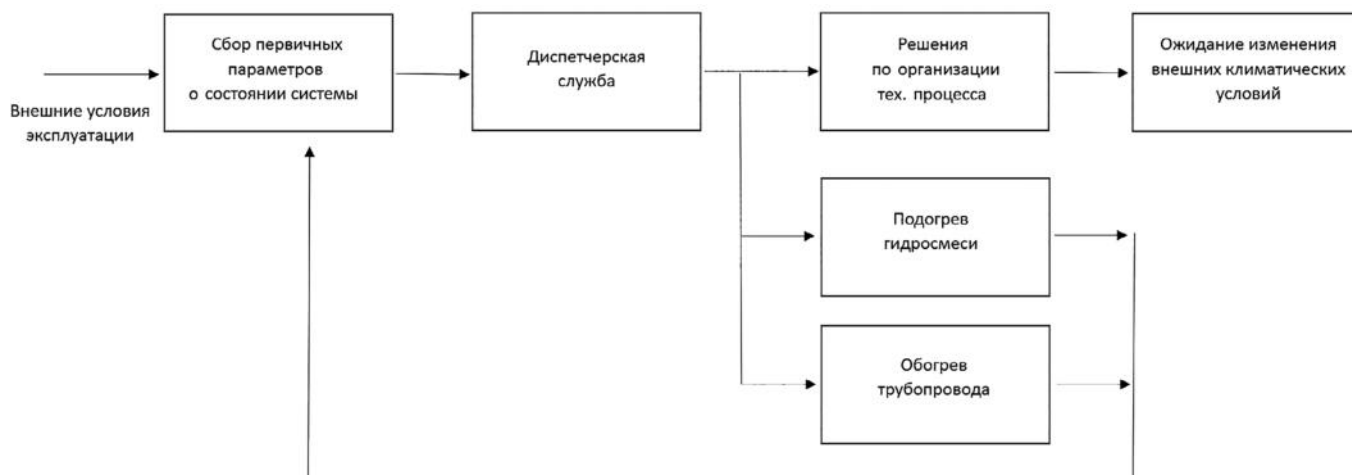 Внешние условия
эксплуатации
Сбор первичных
параметров
о состоянии системы
Диспетчерская
служба
Решения
по организации
тех. процесса
Ожидание изменения
внешних климатических
условий
Подогрев
гидросмеси
Обогрев
трубопровода